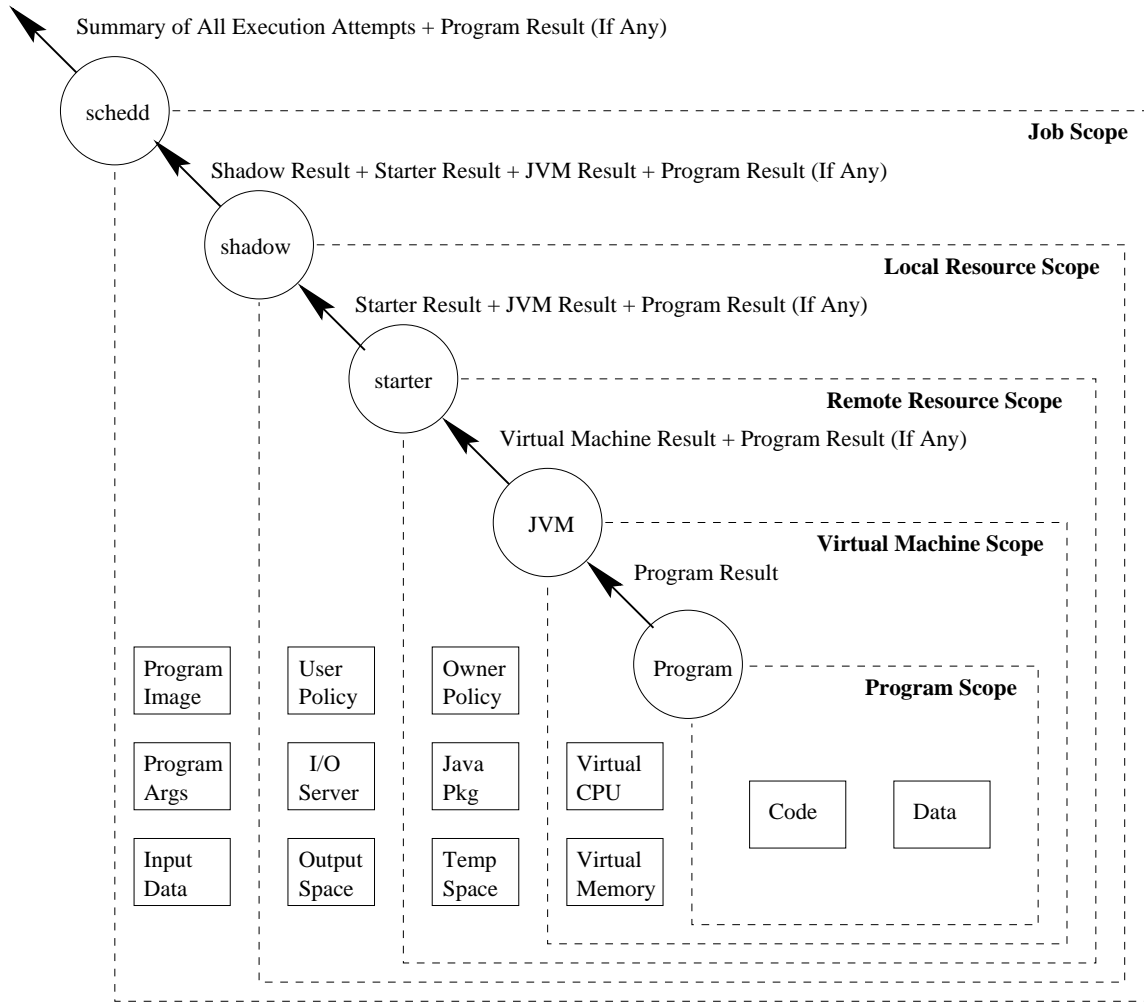 Summary of All Execution Attempts + Program Result (If Any)
schedd
Job Scope
Shadow Result + Starter Result + JVM Result + Program Result (If Any)
shadow
Local Resource Scope
Starter Result + JVM Result + Program Result (If Any)
starter
Remote Resource Scope
Virtual Machine Result + Program Result (If Any)
JVM
Virtual Machine Scope
Program Result
Program
Program Scope
Program
Image
User
Policy
Owner
Policy
Program
Args
I/O
Server
Java
Pkg
Virtual
CPU
Code
Data
Input
Data
Output
Space
Temp
Space
Virtual
Memory